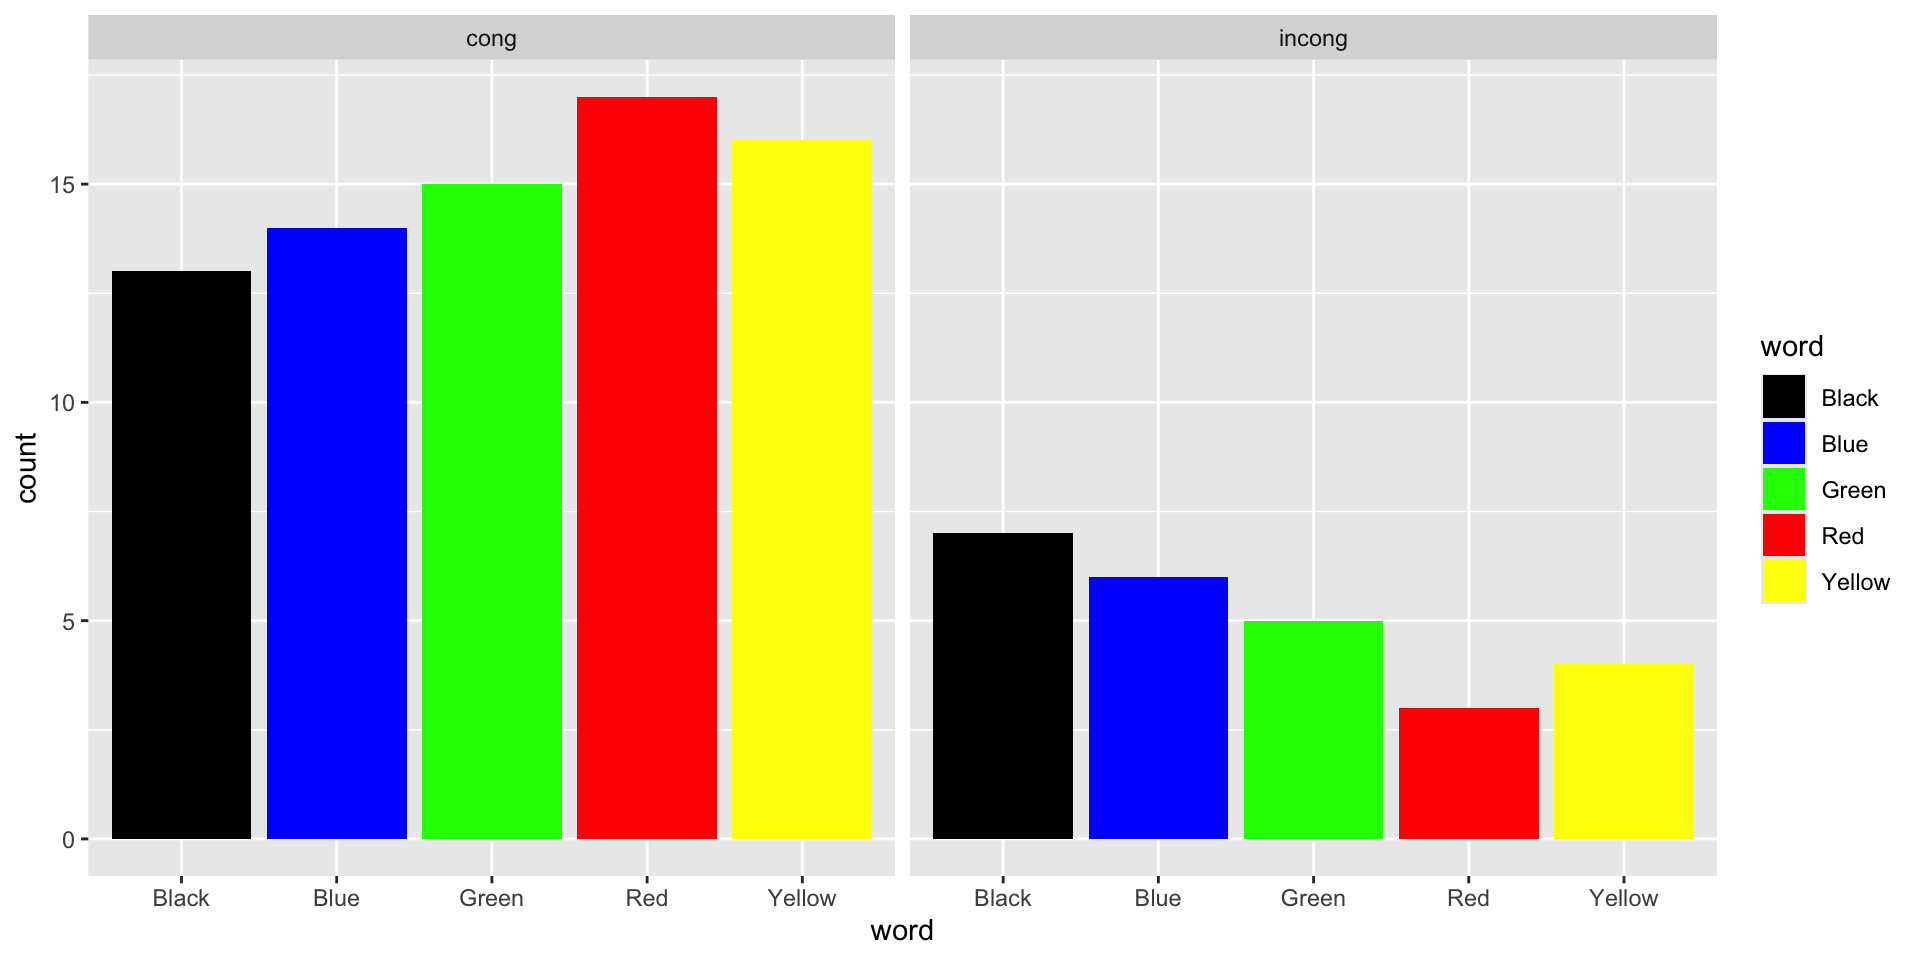 cong
incong
count
15
10
5
0
Black Blue Green Red Yellow
Black Blue Green Red Yellow
word
word
Black
Blue
Green
Red
Yellow